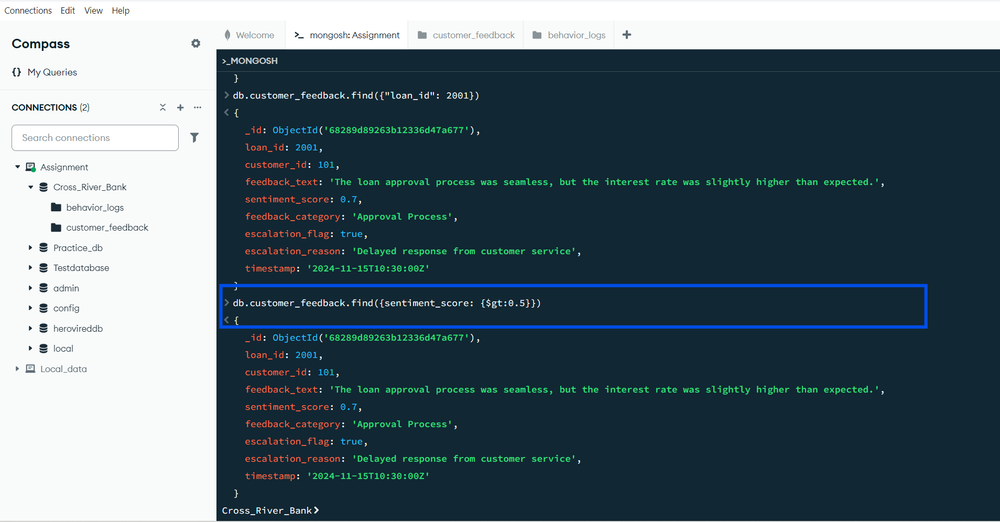 Connections Edit View Help
Compass
{} My Queries
CONNECTIONS (2)
Search connections
Assignment
Cross_River_Bank
behavior_logs
customer_feedback
Practice_db
Testdatabase
admin
config
herovireddb
local
Local_data
Welcome >_ mongosh: Assignment customer_feedback behavior_logs +
>_MONGOSH
}
> db.customer_feedback.find({"loan_id": 2001})
< {
_id: ObjectId('68289d89263b12336d47a677'),
loan_id: 2001,
customer_id: 101,
feedback_text: 'The loan approval process was seamless, but the interest rate was slightly higher than expected.',
sentiment_score: 0.7,
feedback_category: 'Approval Process',
escalation_flag: true,
escalation_reason: 'Delayed response from customer service',
timestamp: '2024-11-15T10:30:00Z'
}
> db.customer_feedback.find({sentiment_score: {$gt:0.5}})
< {
_id: ObjectId('68289d89263b12336d47a677'),
loan_id: 2001,
customer_id: 101,
feedback_text: 'The loan approval process was seamless, but the interest rate was slightly higher than expected.',
sentiment_score: 0.7,
feedback_category: 'Approval Process',
escalation_flag: true,
escalation_reason: 'Delayed response from customer service',
timestamp: '2024-11-15T10:30:00Z'
}
Cross_River_Bank>